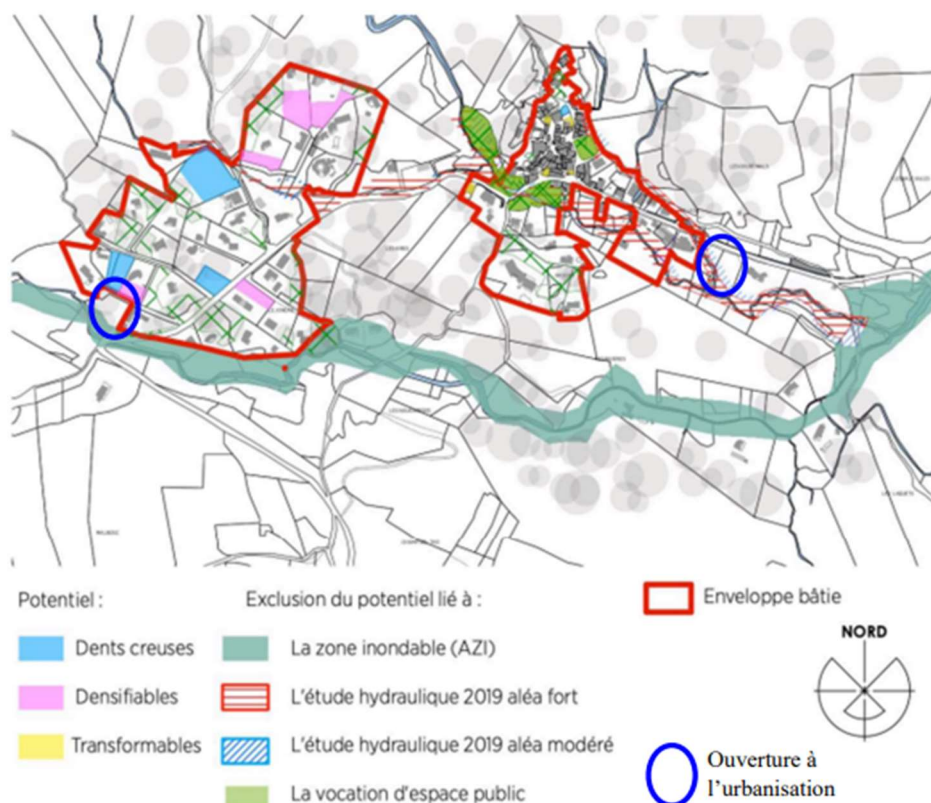 Potentiel :
Exclusion du potentiel lié à :
Enveloppe bâtie
Dents creuses
La zone inondable (AZI)
NORD
Densifiables
L'étude hydraulique 2019 aléa fort
Transformables
L'étude hydraulique 2019 aléa modéré
Ouverture à
l'urbanisation
La vocation d'espace public